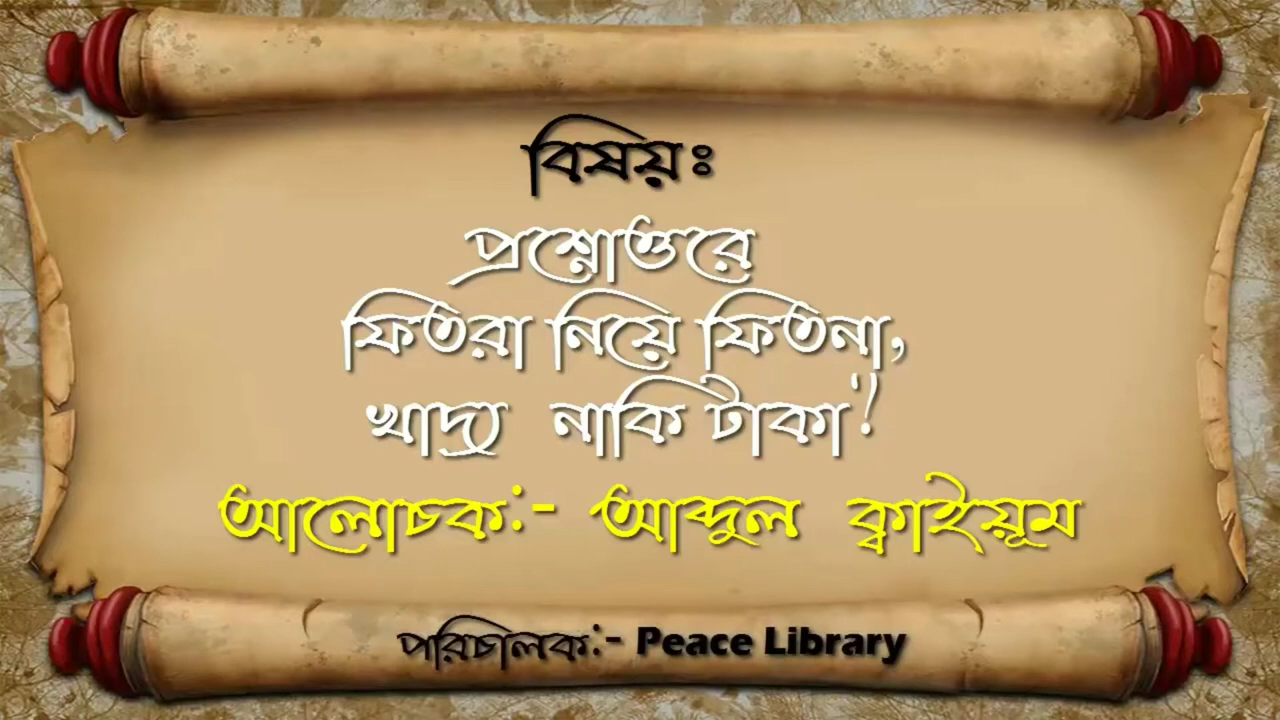 বিষয়ঃ
প্রশ্নোত্তরে
ফিতরা নিয়ে ফিতনা,
খাদ্য নাকি টাকা?
আলোচক:- আব্দুল ক্বাইয়ূম
পরিচালক:- Peace Library